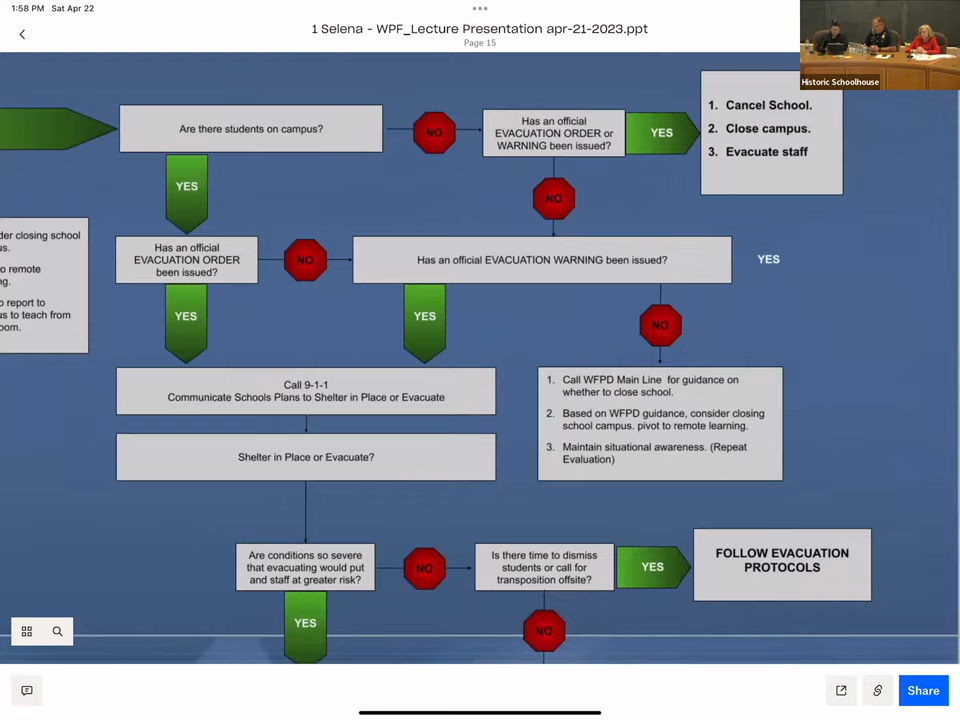 1:58 PM Sat Apr 22
1 Selena - WPF_Lecture Presentation apr-21-2023.ppt
Page 15
Historic Schoolhouse
Are there students on campus?
NO
Has an official
EVACUATION ORDER or
WARNING been issued?
YES
1. Cancel School.
2. Close campus.
3. Evacuate staff
YES
NO
der closing school
us.
o remote
ng.
o report to
us to teach from
oom.
Has an official
EVACUATION ORDER
been issued?
NO
Has an official EVACUATION WARNING been issued?
YES
YES
YES
NO
Call 9-1-1
Communicate Schools Plans to Shelter in Place or Evacuate
1. Call WFPD Main Line for guidance on
whether to close school.
2. Based on WFPD guidance, consider closing
school campus. pivot to remote learning.
3. Maintain situational awareness. (Repeat
Evaluation)
Shelter in Place or Evacuate?
Are conditions so severe
that evacuating would put
and staff at greater risk?
NO
Is there time to dismiss
students or call for
transposition offsite?
YES
FOLLOW EVACUATION
PROTOCOLS
YES
NO
Share